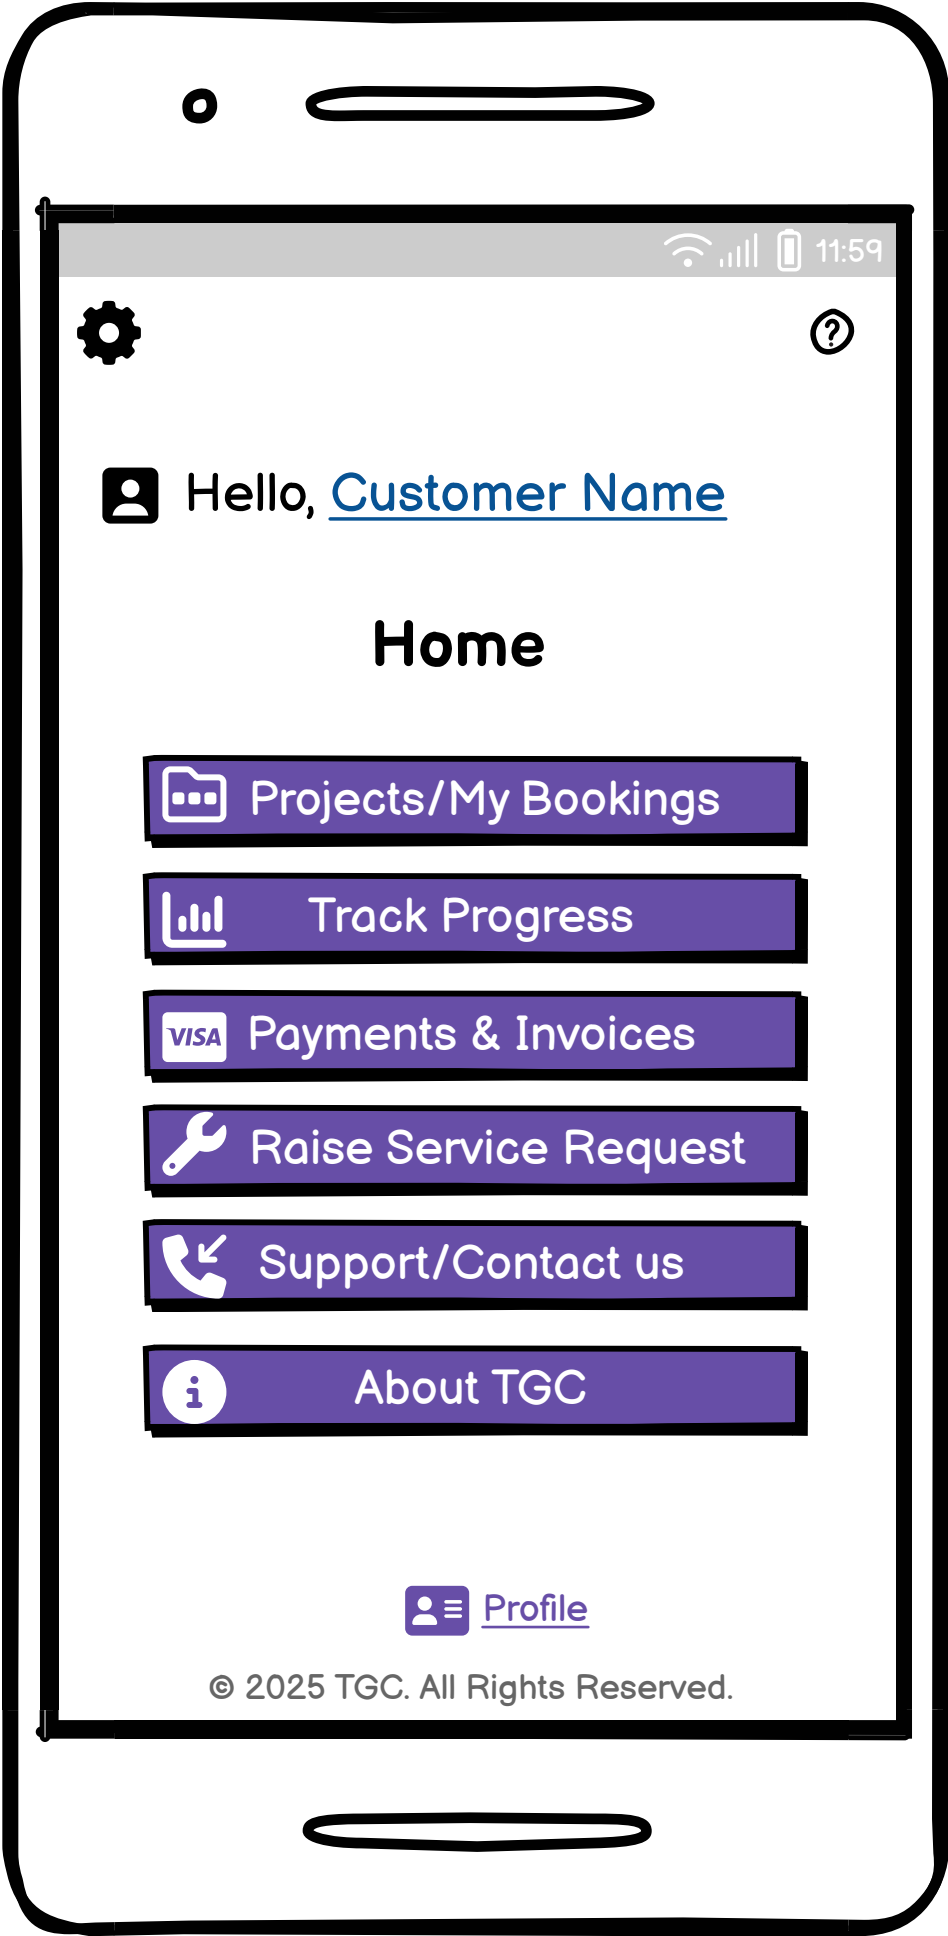 11:59
Hello, Customer Name
Home
Projects/My Bookings
Track Progress
VISA Payments & Invoices
Raise Service Request
Support/Contact us
About TGC
Profile
© 2025 TGC. All Rights Reserved.